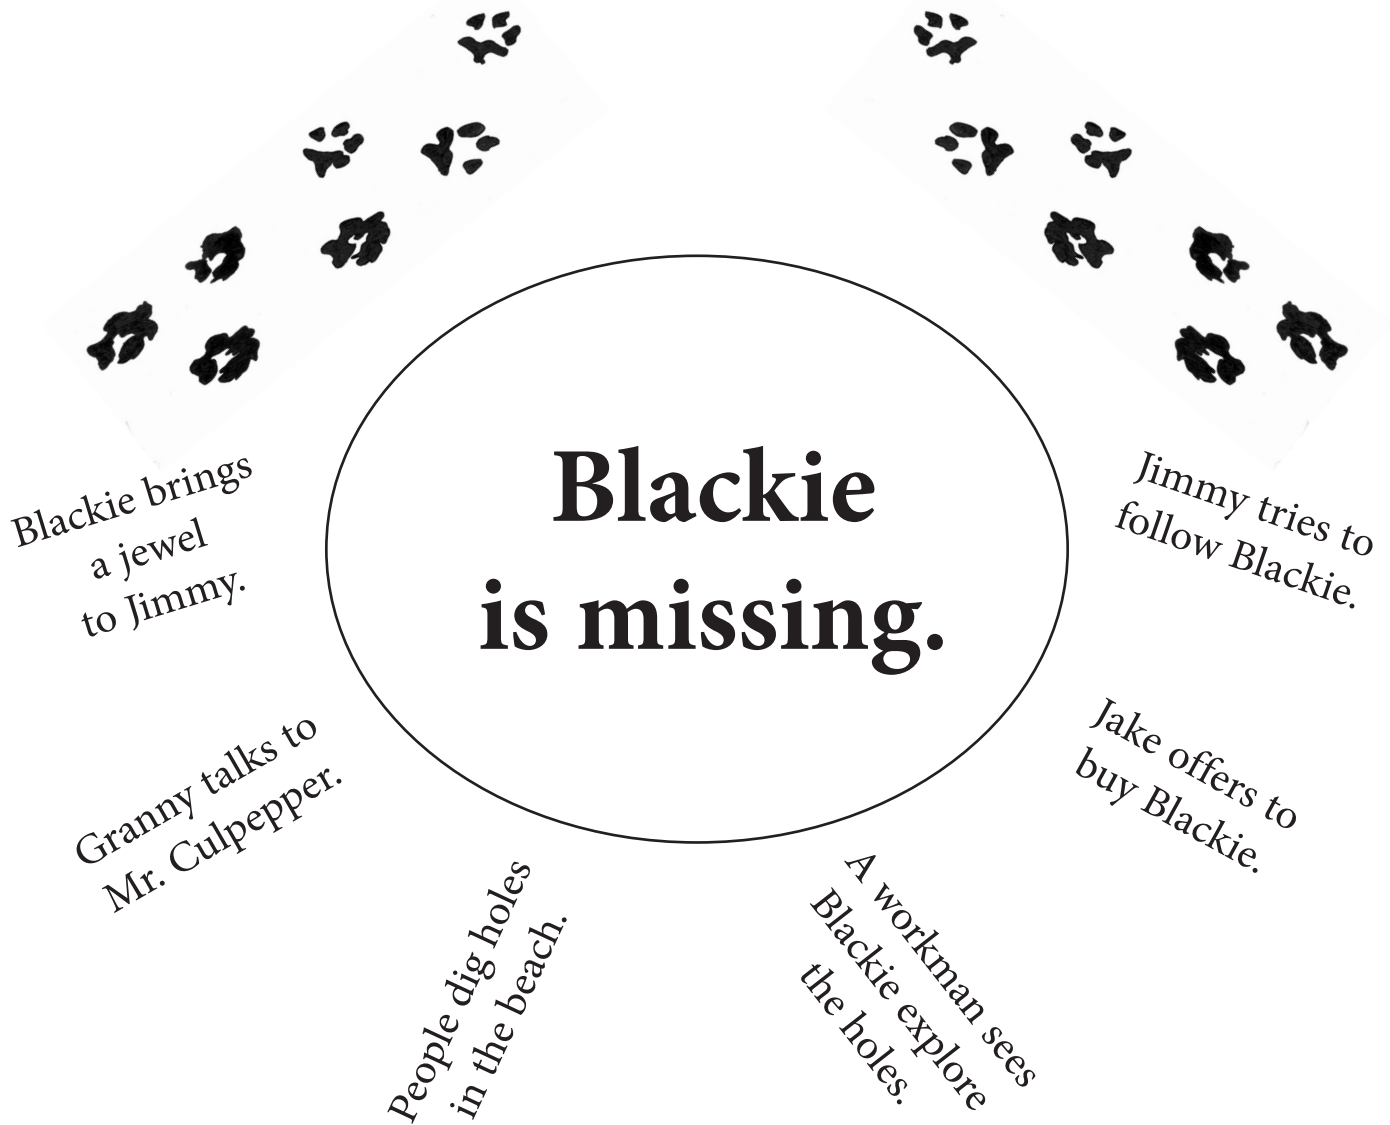 Blackie
is missing.
Blackie brings
a jewel
to Jimmy.
Granny talks to
Mr. Culpepper.
People dig holes
in the beach.
A workman sees
Blackie explore
the holes.
Jake offers to
buy Blackie.
Jimmy tries to
follow Blackie.